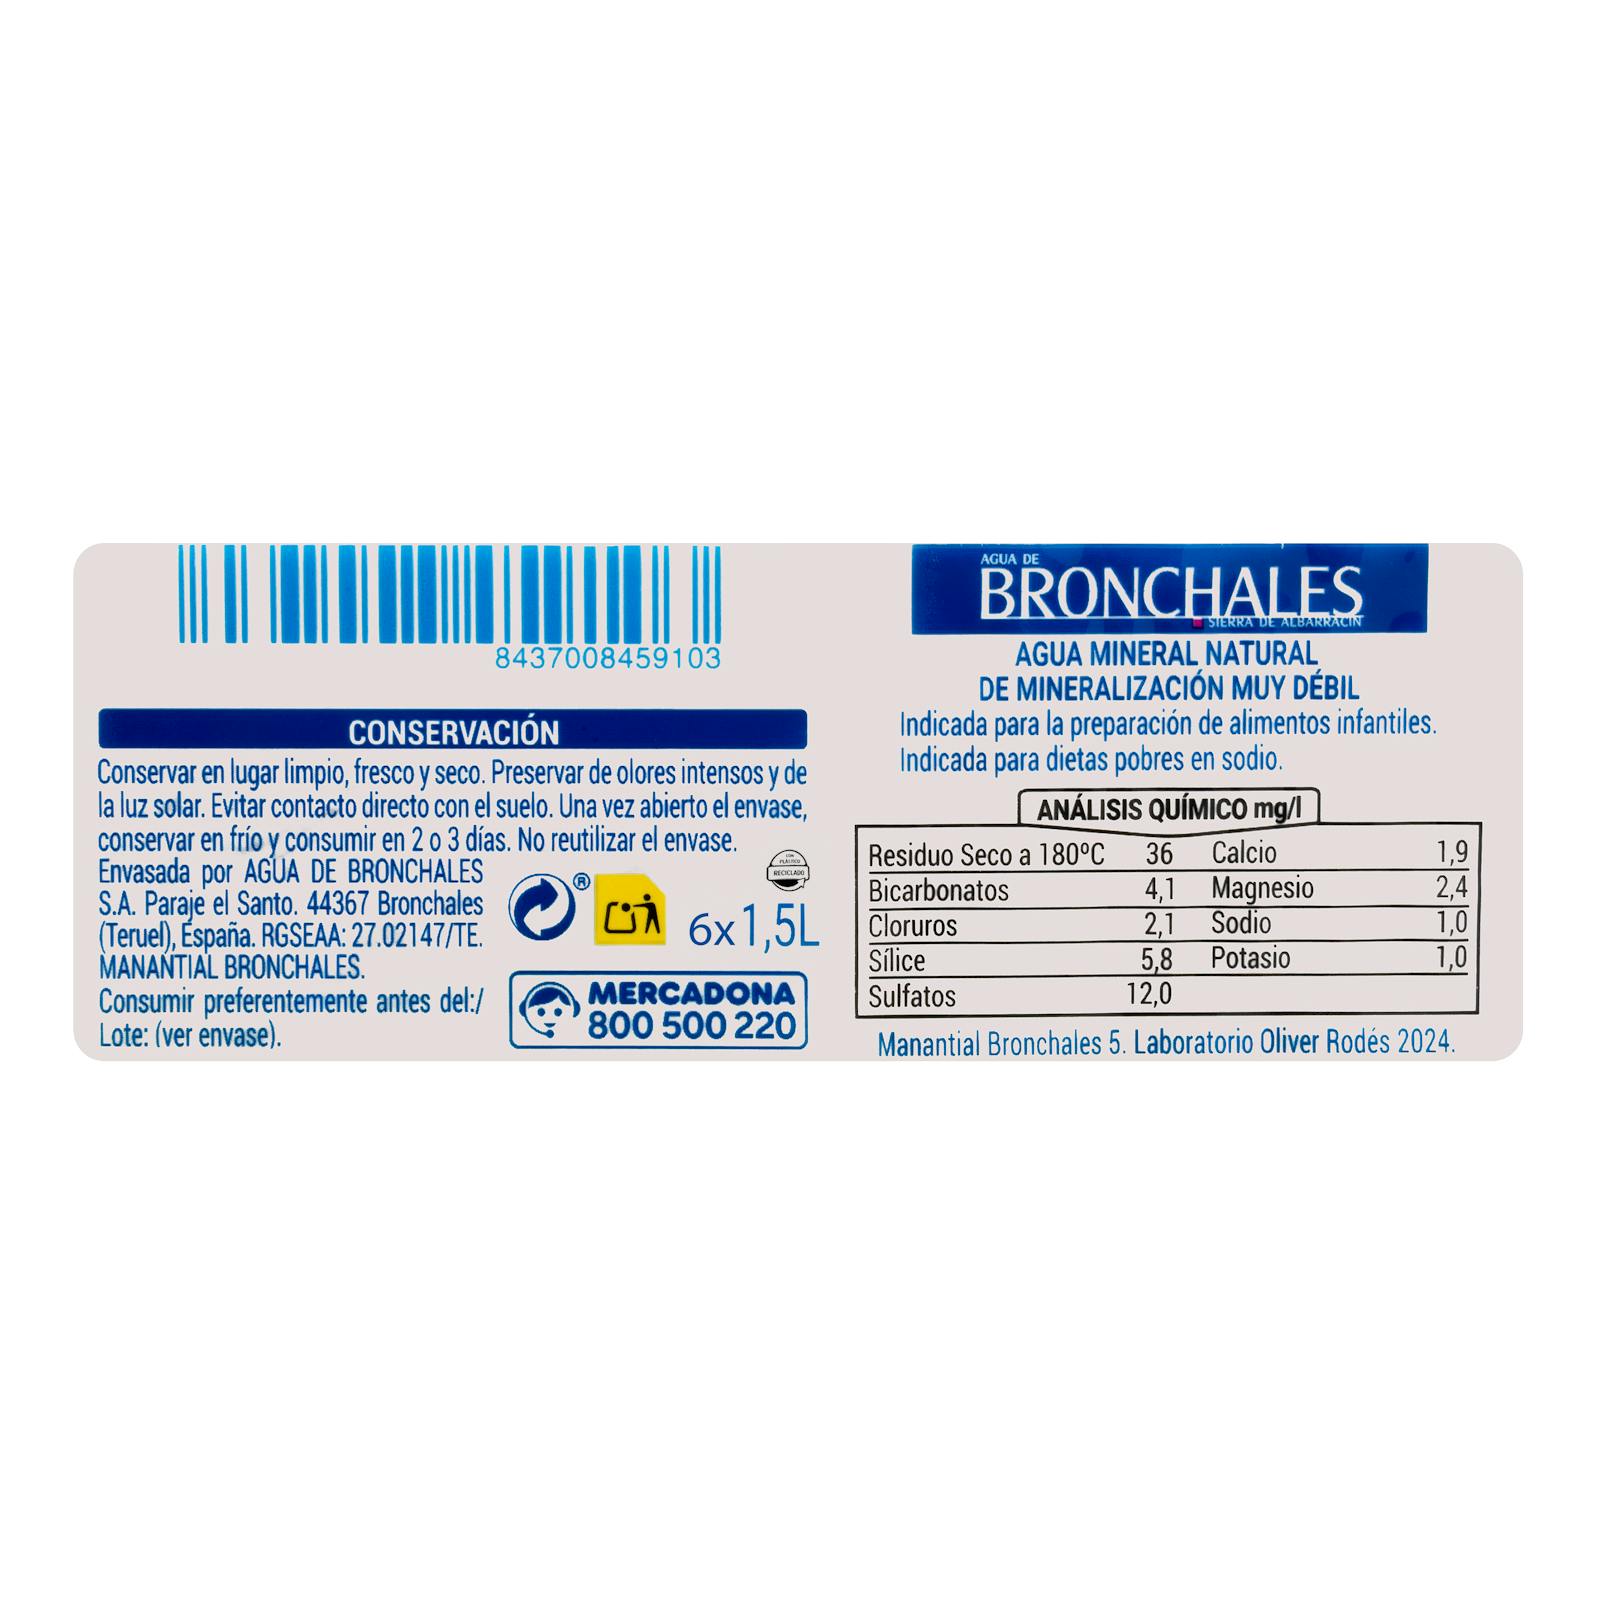 8437008459103
CONSERVACIÓN
Conservar en lugar limpio, fresco y seco. Preservar de olores intensos y de
la luz solar. Evitar contacto directo con el suelo. Una vez abierto el envase,
conservar en frío y consumir en 2 o 3 días. No reutilizar el envase.
Envasada por AGUA DE BRONCHALES
S.A. Paraje el Santo. 44367 Bronchales
(Teruel), España. RGSEAA: 27.02147/TE.
MANANTIAL BRONCHALES.
Consumir preferentemente antes del:/
Lote: (ver envase).
®
CON
PLÁSTICO
RECICLADO
6x1,5L
MERCADONA
800 500 220
AGUA DE
BRONCHALES
SIERRA DE ALBARRACÍN
AGUA MINERAL NATURAL
DE MINERALIZACIÓN MUY DÉBIL
Indicada para la preparación de alimentos infantiles.
Indicada para dietas pobres en sodio.
ANÁLISIS QUÍMICO mg/l
Residuo Seco a 180ºC 36 Calcio 1,9
Bicarbonatos 4,1 Magnesio 2,4
Cloruros 2,1 Sodio 1,0
Sílice 5,8 Potasio 1,0
Sulfatos 12,0
Manantial Bronchales 5. Laboratorio Oliver Rodés 2024.